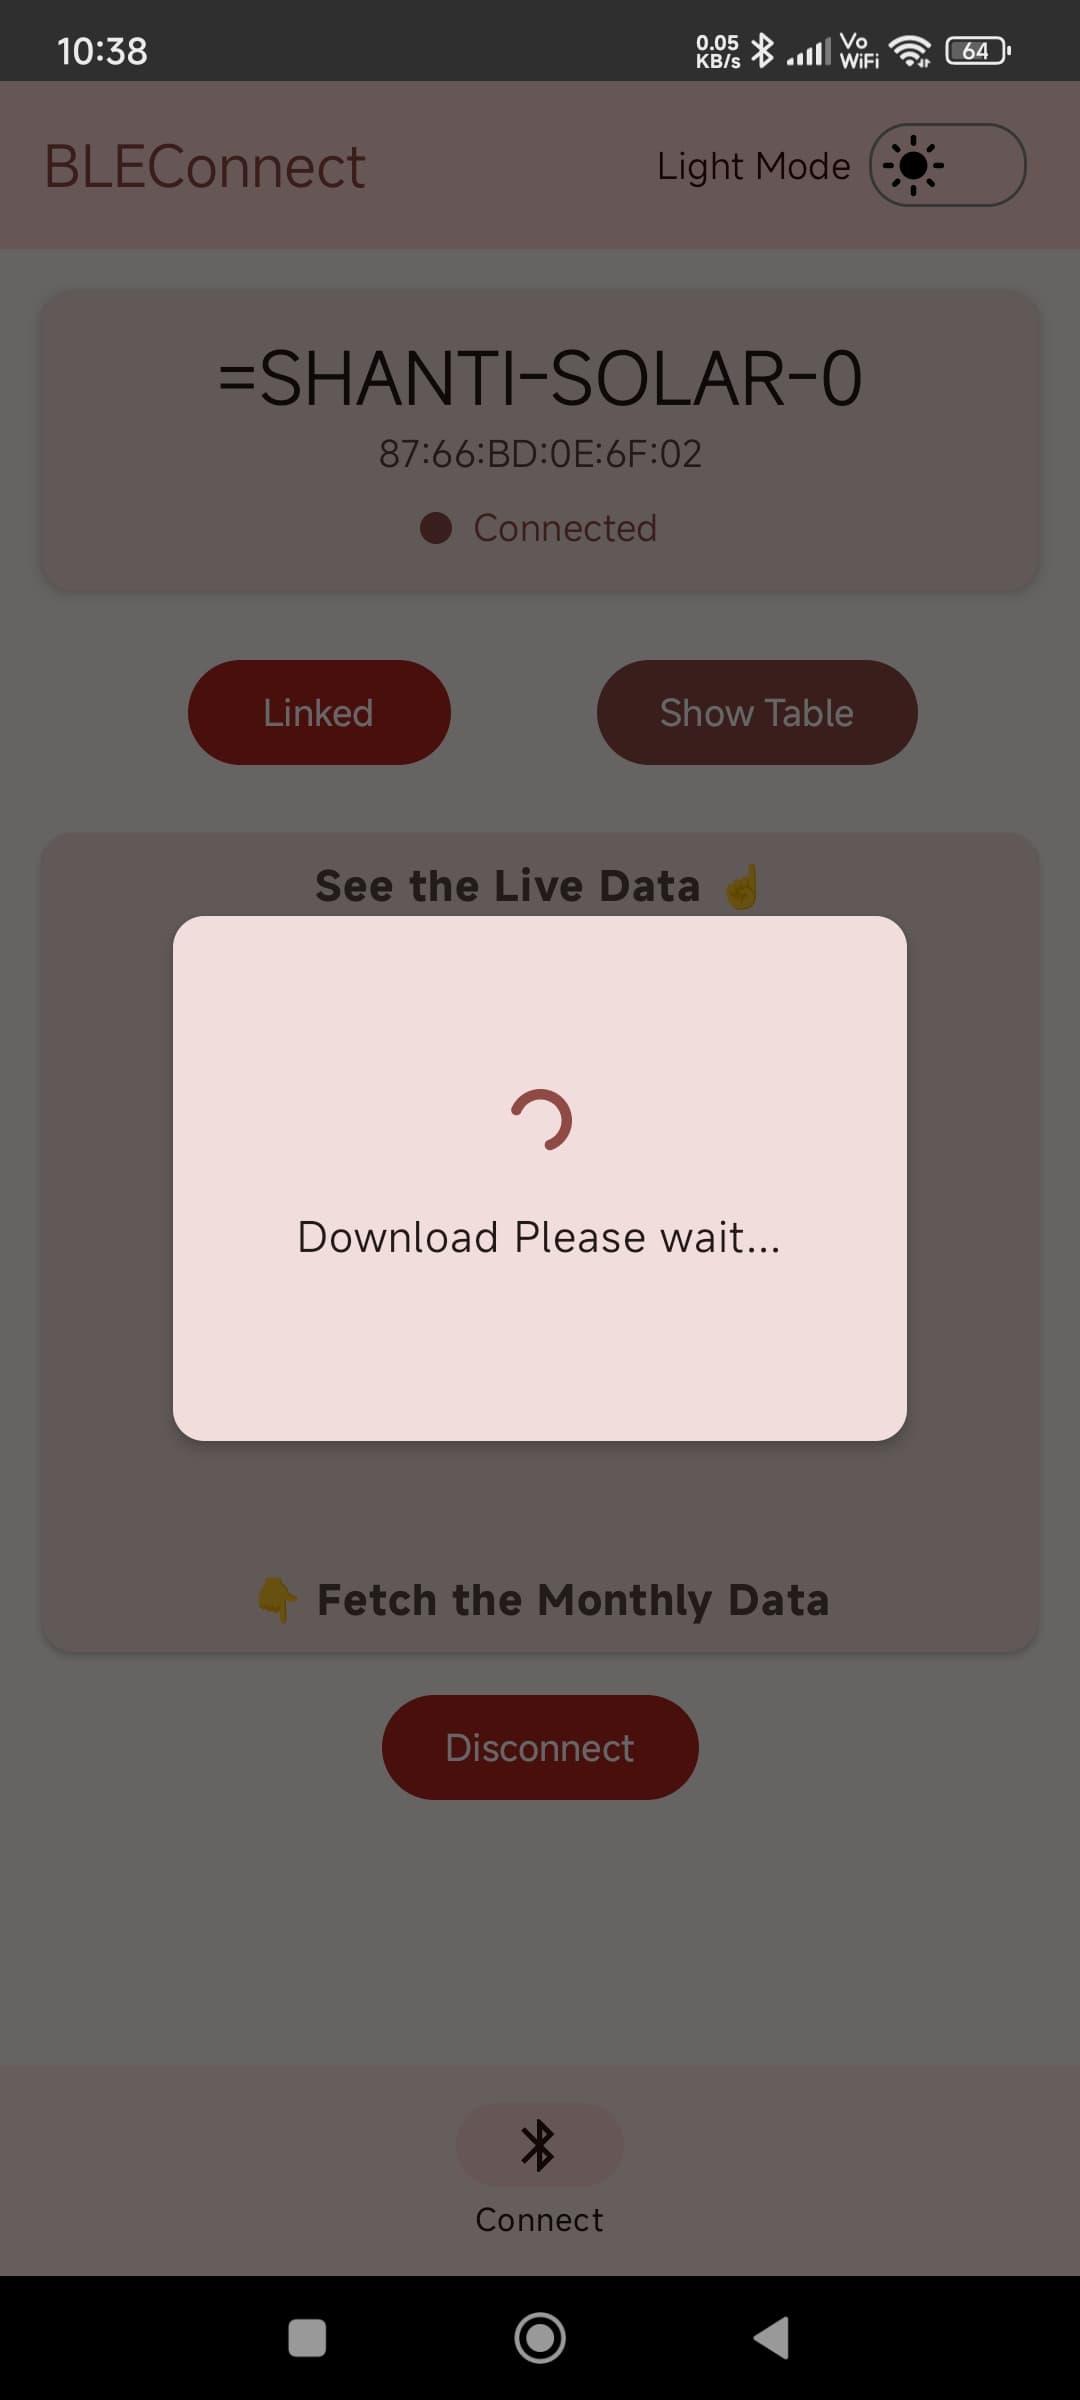 10:38
0.05
KB/s
Vo
WiFi
64
BLEConnect
Light Mode
=SHANTI-SOLAR-0
87:66:BD:0E:6F:02
Connected
Linked
Show Table
See the Live Data ☝
Download Please wait...
👇 Fetch the Monthly Data
Disconnect
Connect